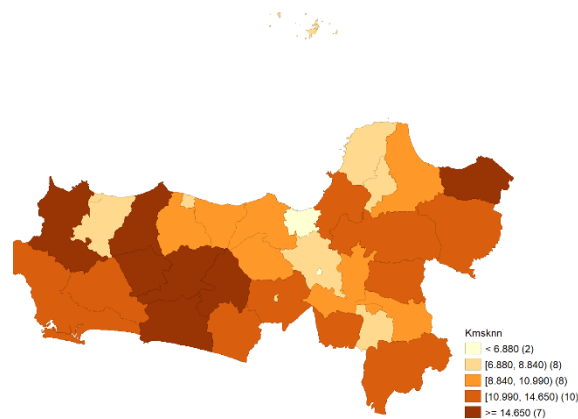 Kmsknn
< 6.880 (2)
[6.880, 8.840) (8)
[8.840, 10.990) (8)
[10.990, 14.650) (10)
>= 14.650 (7)